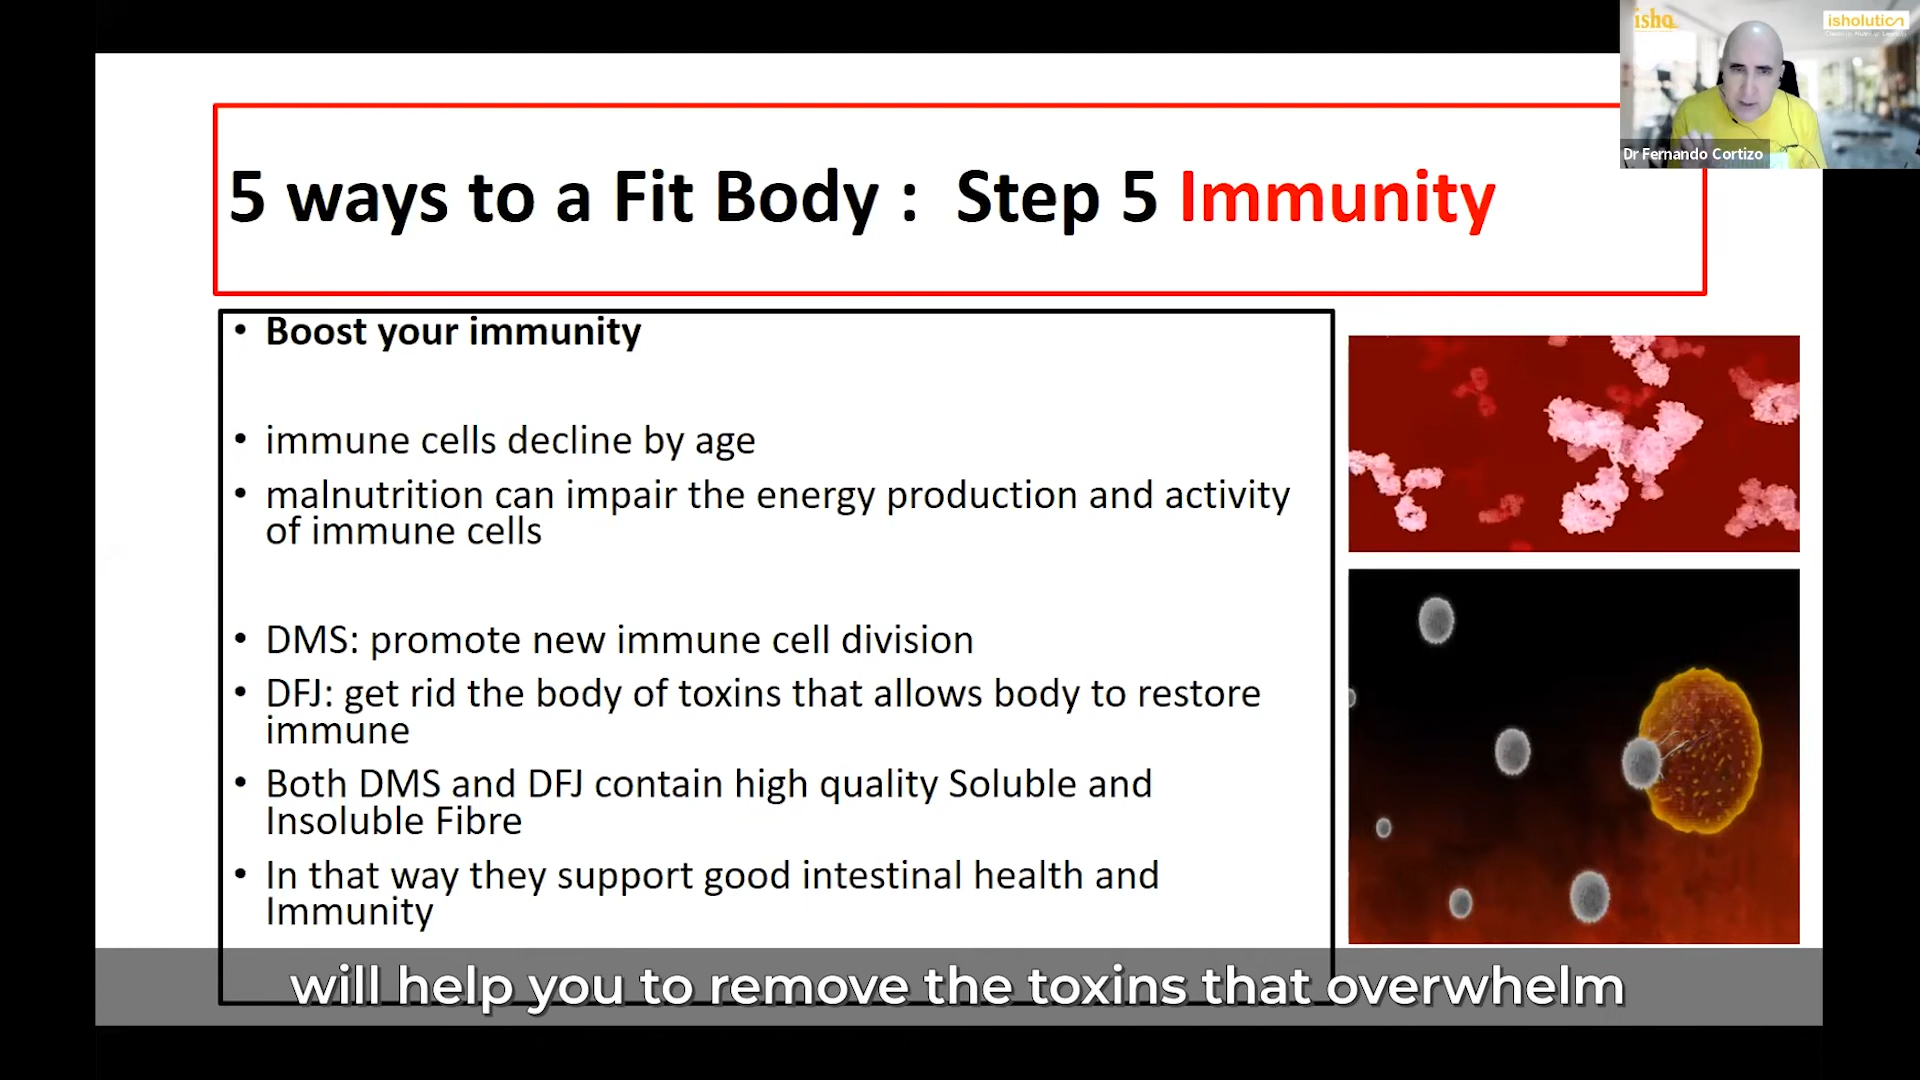 isho
isholution
Dr Fernando Cortizo
5 ways to a Fit Body : Step 5 Immunity
• Boost your immunity
• immune cells decline by age
• malnutrition can impair the energy production and activity
of immune cells
• DMS: promote new immune cell division
• DFJ: get rid the body of toxins that allows body to restore
immune
• Both DMS and DFJ contain high quality Soluble and
Insoluble Fibre
• In that way they support good intestinal health and
Immunity
will help you to remove the toxins that overwhelm